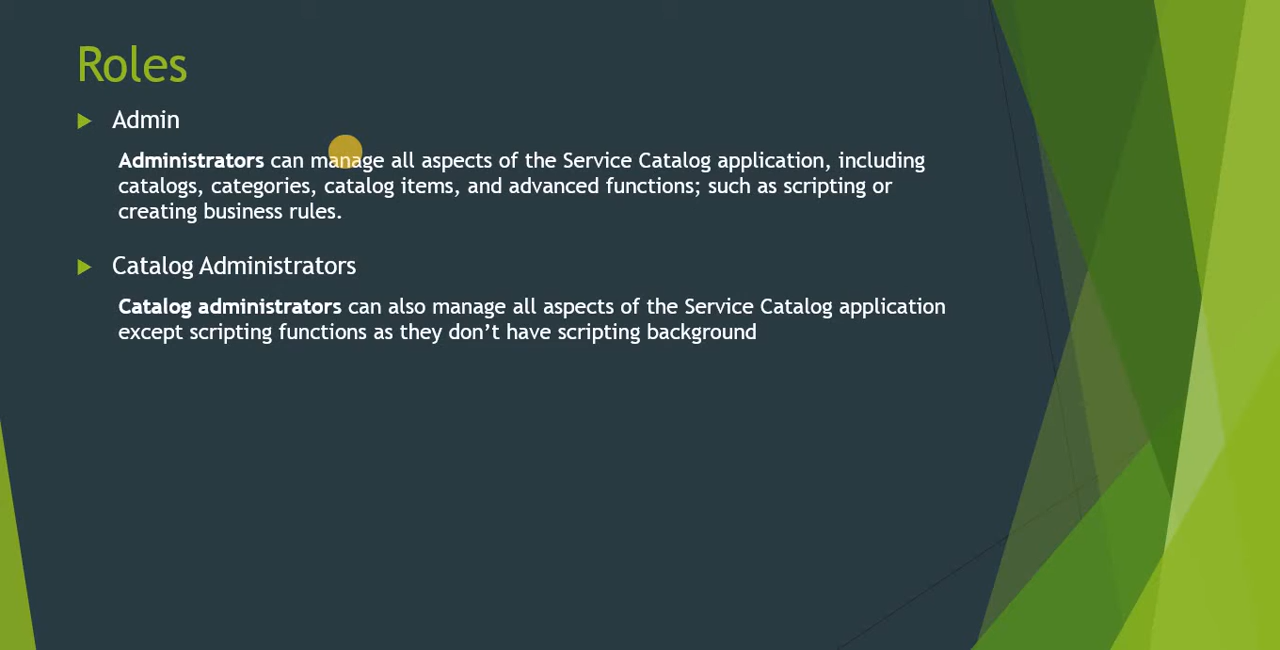 Roles
Admin
Administrators can manage all aspects of the Service Catalog application, including
catalogs, categories, catalog items, and advanced functions; such as scripting or
creating business rules.
Catalog Administrators
Catalog administrators can also manage all aspects of the Service Catalog application
except scripting functions as they don’t have scripting background